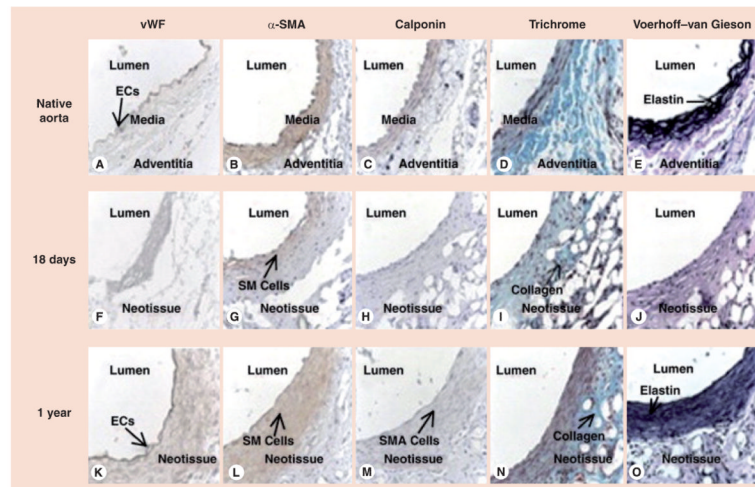 vWF
α-SMA
Calponin
Trichrome
Voerhoff–van Gieson
Native
aorta
Lumen
ECs
Media
Adventitia
A
Lumen
Media
Adventitia
B
Lumen
Media
Adventitia
C
Lumen
Media
Adventitia
D
Lumen
Elastin
E
18 days
Lumen
Neotissue
F
Lumen
SM Cells
Neotissue
G
Lumen
Neotissue
H
Lumen
Collagen
Neotissue
I
Lumen
Neotissue
J
1 year
Lumen
ECs
Neotissue
K
Lumen
SM Cells
Neotissue
L
Lumen
SMA Cells
Neotissue
M
Lumen
Collagen
Neotissue
N
Lumen
Elastin
Neotissue
O